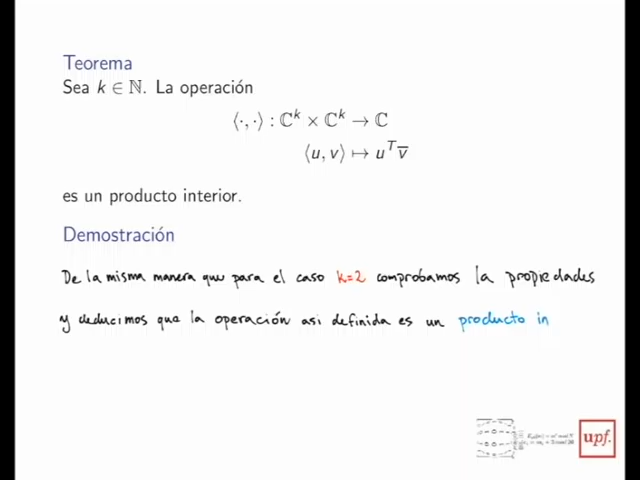 Teorema
Sea k ∈ ℕ. La operación
⟨·,·⟩ : ℂᵏ × ℂᵏ → ℂ
⟨u, v⟩ ↦ uᵀv̅
es un producto interior.
Demostración
De la misma manera que para el caso k=2 comprobamos la propiedades
y deducimos que la operación asi definida es un producto in
upf.